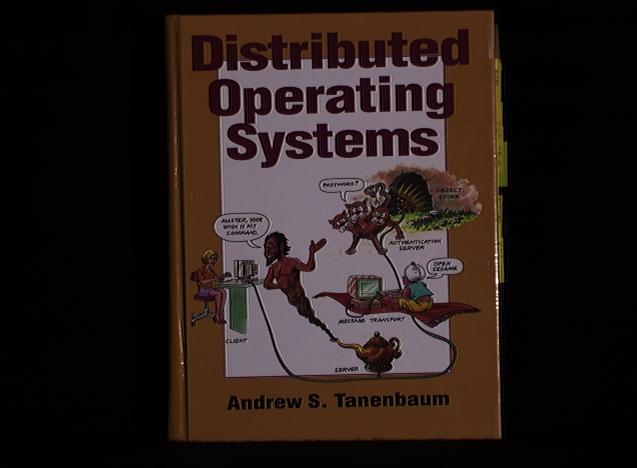 Distributed
Operating
Systems
PASSWORD?
OBJECT
STORE
MASTER, YOUR
WISH IS MY
COMMAND.
AUTHENTICATION
SERVER
OPEN
SESAME
MESSAGE TRANSPORT
CLIENT
SERVER
Andrew S. Tanenbaum